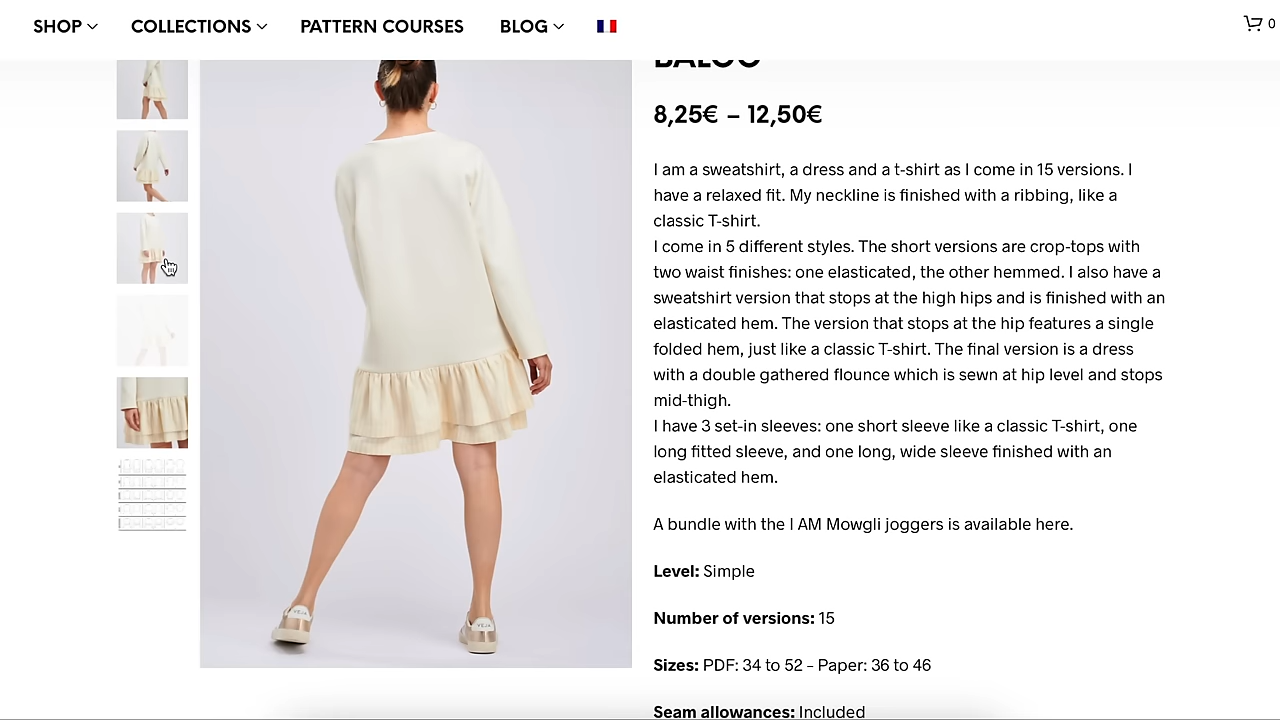 SHOP
COLLECTIONS
PATTERN COURSES
BLOG
0
BALOO
8,25€ – 12,50€
I am a sweatshirt, a dress and a t-shirt as I come in 15 versions. I
have a relaxed fit. My neckline is finished with a ribbing, like a
classic T-shirt.
I come in 5 different styles. The short versions are crop-tops with
two waist finishes: one elasticated, the other hemmed. I also have a
sweatshirt version that stops at the high hips and is finished with an
elasticated hem. The version that stops at the hip features a single
folded hem, just like a classic T-shirt. The final version is a dress
with a double gathered flounce which is sewn at hip level and stops
mid-thigh.
I have 3 set-in sleeves: one short sleeve like a classic T-shirt, one
long fitted sleeve, and one long, wide sleeve finished with an
elasticated hem.
A bundle with the I AM Mowgli joggers is available here.
Level: Simple
Number of versions: 15
Sizes: PDF: 34 to 52 – Paper: 36 to 46
Seam allowances: Included
VEJA
VEJA